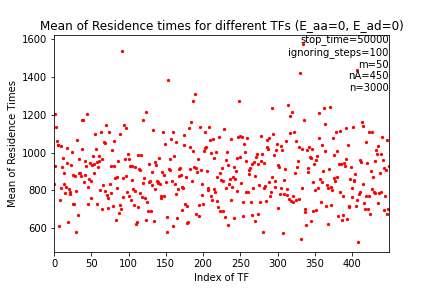 Mean of Residence times for different TFs (E_aa=0, E_ad=0)
stop_time=50000
ignoring_steps=100
m=50
nA=450
n=3000
Mean of Residence Times
1600
1400
1200
1000
800
600
0 50 100 150 200 250 300 350 400
Index of TF